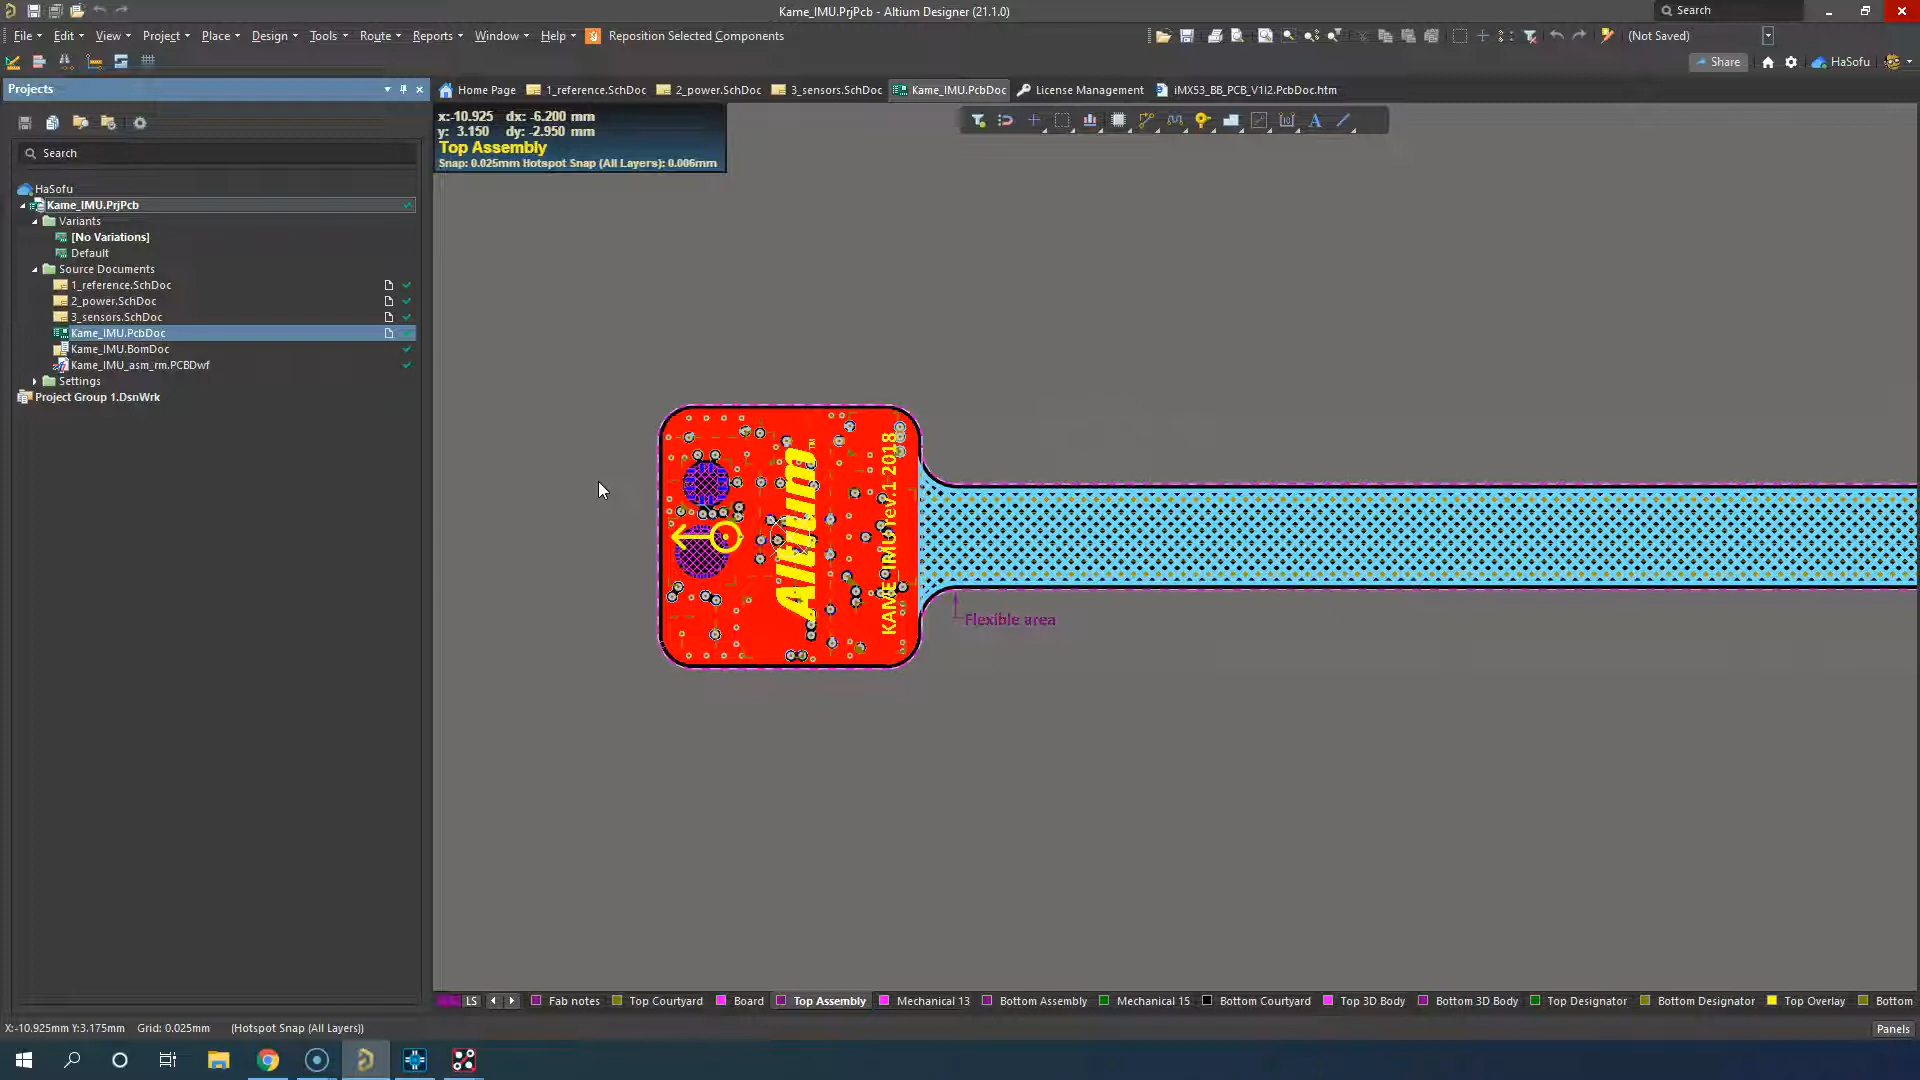 Kame_IMU.PrjPcb - Altium Designer (21.1.0)
Search
File Edit View Project Place Design Tools Route Reports Window Help Reposition Selected Components
(Not Saved)
Share
HaSofu
Projects
Home Page 1_reference.SchDoc 2_power.SchDoc 3_sensors.SchDoc Kame_IMU.PcbDoc License Management iMX53_BB_PCB_V1I2.PcbDoc.htm
x:-10.925 dx: -6.200 mm
y: 3.150 dy: -2.950 mm
Top Assembly
Snap: 0.025mm Hotspot Snap (All Layers): 0.006mm
Search
HaSofu
Kame_IMU.PrjPcb
Variants
[No Variations]
Default
Source Documents
1_reference.SchDoc
2_power.SchDoc
3_sensors.SchDoc
Kame_IMU.PcbDoc
Kame_IMU.BomDoc
Kame_IMU_asm_rm.PCBDwf
Settings
Project Group 1.DsnWrk
Altium™
KAME IMU rev.1 2018
Flexible area
LS Fab notes Top Courtyard Board Top Assembly Mechanical 13 Bottom Assembly Mechanical 15 Bottom Courtyard Top 3D Body Bottom 3D Body Top Designator Bottom Designator Top Overlay Bottom
X:-10.925mm Y:3.175mm Grid: 0.025mm (Hotspot Snap (All Layers))
Panels